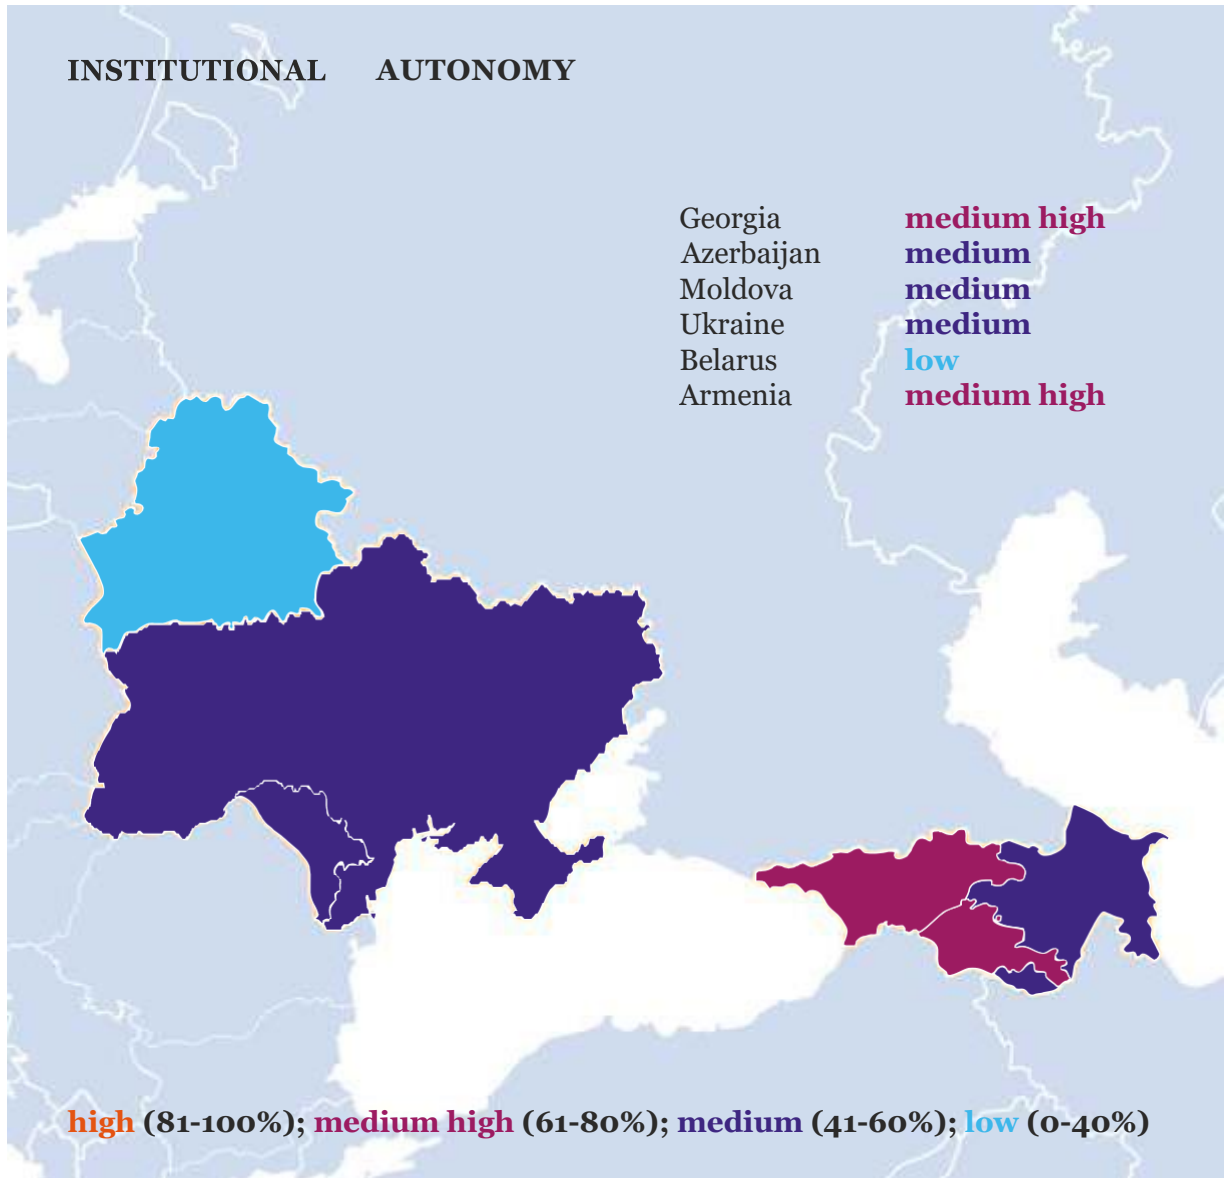 INSTITUTIONAL AUTONOMY
Georgia medium high
Azerbaijan medium
Moldova medium
Ukraine medium
Belarus low
Armenia medium high
high (81-100%); medium high (61-80%); medium (41-60%); low (0-40%)